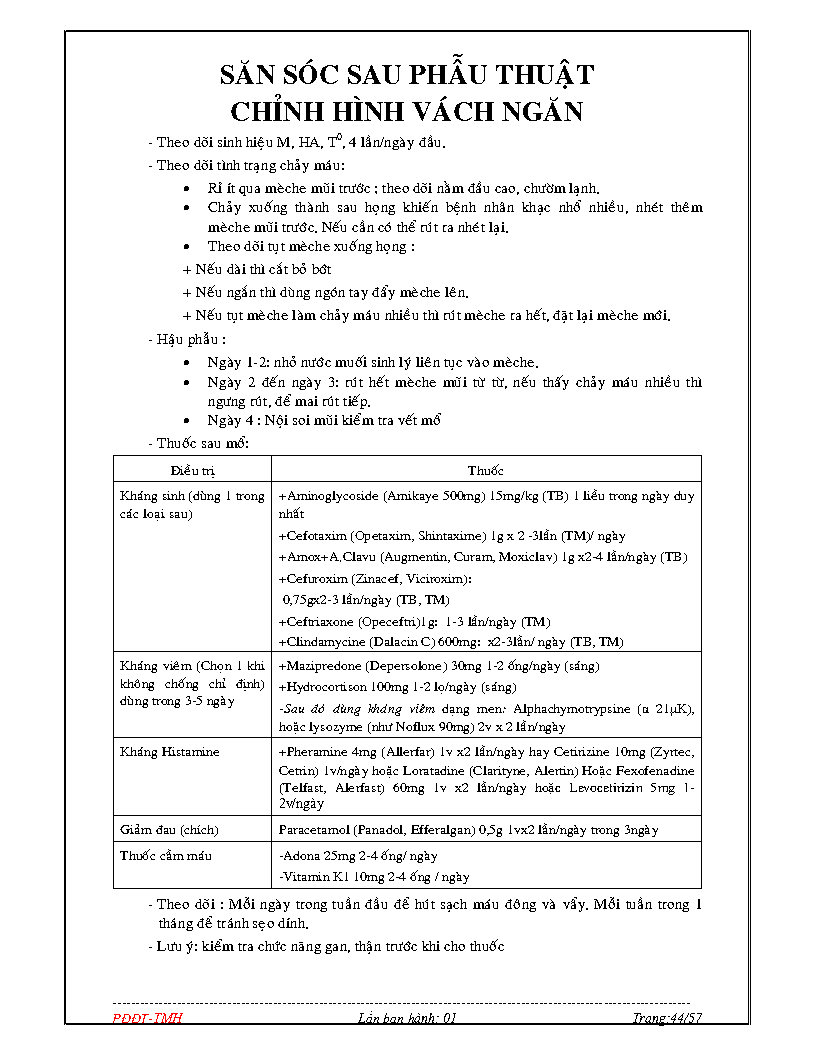 SĂN SÓC SAU PHẪU THUẬT
CHỈNH HÌNH VÁCH NGĂN
- Theo dõi sinh hiệu M, HA, T⁰, 4 lần/ngày đầu.
- Theo dõi tình trạng chảy máu:
• Rỉ ít qua mèche mũi trước ; theo dõi nằm đầu cao, chườm lạnh.
• Chảy xuống thành sau họng khiến bệnh nhân khạc nhổ nhiều, nhét thêm
mèche mũi trước. Nếu cần có thể rút ra nhét lại.
• Theo dõi tụt mèche xuống họng :
+ Nếu dài thì cắt bỏ bớt
+ Nếu ngắn thì dùng ngón tay đẩy mèche lên.
+ Nếu tụt mèche làm chảy máu nhiều thì rút mèche ra hết, đặt lại mèche mới.
- Hậu phẫu :
• Ngày 1-2: nhỏ nước muối sinh lý liên tục vào mèche.
• Ngày 2 đến ngày 3: rút hết mèche mũi từ từ, nếu thấy chảy máu nhiều thì
ngưng rút, để mai rút tiếp.
• Ngày 4 : Nội soi mũi kiểm tra vết mổ
- Thuốc sau mổ:
Điều trị Thuốc
Kháng sinh (dùng 1 trong
các loại sau)
+Aminoglycoside (Amikaye 500mg) 15mg/kg (TB) 1 liều trong ngày duy
nhất
+Cefotaxim (Opetaxim, Shintaxime) 1g x 2 -3lần (TM)/ ngày
+Amox+A.Clavu (Augmentin, Curam, Moxiclav) 1g x2-4 lần/ngày (TB)
+Cefuroxim (Zinacef, Viciroxim):
0,75gx2-3 lần/ngày (TB, TM)
+Ceftriaxone (Opeceftri)1g: 1-3 lần/ngày (TM)
+Clindamycine (Dalacin C) 600mg: x2-3lần/ ngày (TB, TM)
Kháng viêm (Chọn 1 khi
không chống chỉ định)
dùng trong 3-5 ngày
+Mazipredone (Depersolone) 30mg 1-2 ống/ngày (sáng)
+Hydrocortison 100mg 1-2 lọ/ngày (sáng)
-Sau đó dùng kháng viêm dạng men: Alphachymotrypsine (α 21μK),
hoặc lysozyme (như Noflux 90mg) 2v x 2 lần/ngày
Kháng Histamine
+Pheramine 4mg (Allerfar) 1v x2 lần/ngày hay Cetirizine 10mg (Zyrtec,
Cetrin) 1v/ngày hoặc Loratadine (Clarityne, Alertin) Hoặc Fexofenadine
(Telfast, Alerfast) 60mg 1v x2 lần/ngày hoặc Levocetirizin 5mg 1-
2v/ngày
Giảm đau (chích) Paracetamol (Panadol, Efferalgan) 0,5g 1vx2 lần/ngày trong 3ngày
Thuốc cầm máu
-Adona 25mg 2-4 ống/ ngày
-Vitamin K1 10mg 2-4 ống / ngày
- Theo dõi : Mỗi ngày trong tuần đầu để hút sạch máu đông và vẩy. Mỗi tuần trong 1
tháng để tránh sẹo dính.
- Lưu ý: kiểm tra chức năng gan, thận trước khi cho thuốc
PĐĐT-TMH Lần ban hành: 01 Trang:44/57